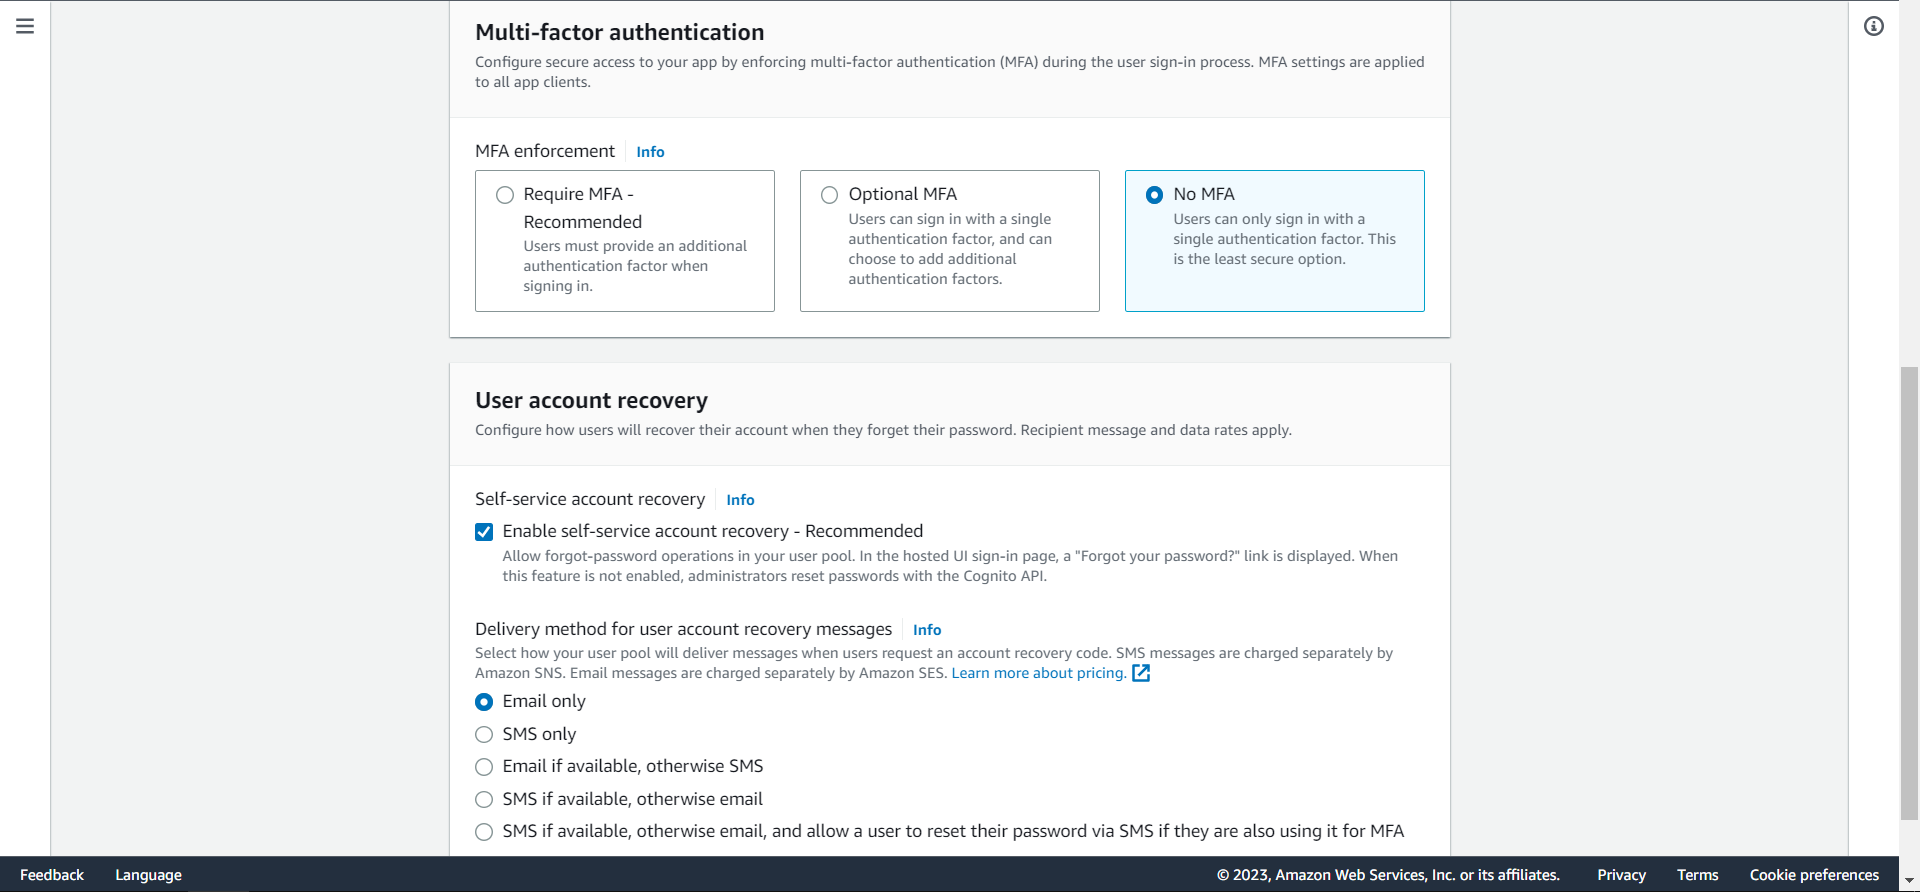 Multi-factor authentication
Configure secure access to your app by enforcing multi-factor authentication (MFA) during the user sign-in process. MFA settings are applied
to all app clients.
MFA enforcement Info
Require MFA -
Recommended
Users must provide an additional
authentication factor when
signing in.
Optional MFA
Users can sign in with a single
authentication factor, and can
choose to add additional
authentication factors.
No MFA
Users can only sign in with a
single authentication factor. This
is the least secure option.
User account recovery
Configure how users will recover their account when they forget their password. Recipient message and data rates apply.
Self-service account recovery Info
Enable self-service account recovery - Recommended
Allow forgot-password operations in your user pool. In the hosted UI sign-in page, a "Forgot your password?" link is displayed. When
this feature is not enabled, administrators reset passwords with the Cognito API.
Delivery method for user account recovery messages Info
Select how your user pool will deliver messages when users request an account recovery code. SMS messages are charged separately by
Amazon SNS. Email messages are charged separately by Amazon SES. Learn more about pricing.
Email only
SMS only
Email if available, otherwise SMS
SMS if available, otherwise email
SMS if available, otherwise email, and allow a user to reset their password via SMS if they are also using it for MFA
Feedback Language © 2023, Amazon Web Services, Inc. or its affiliates. Privacy Terms Cookie preferences